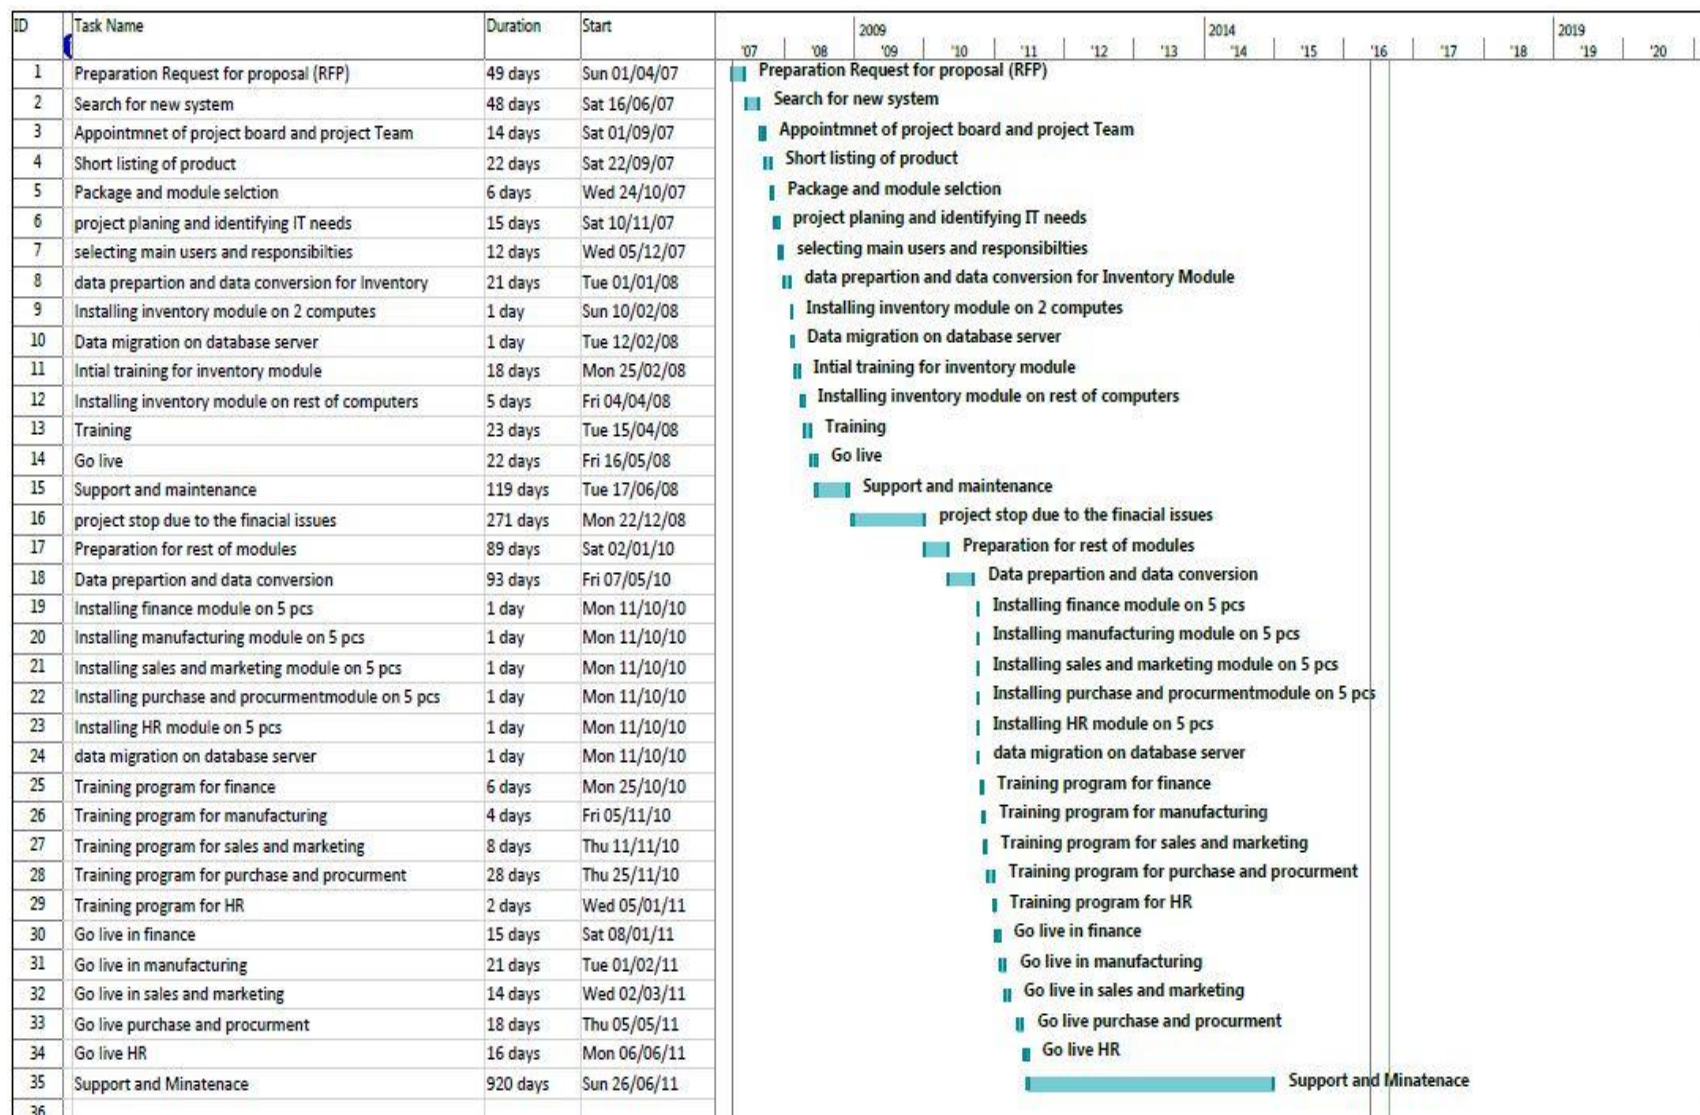 ID Task Name Duration Start 2009 2014 2019
'07 '08 '09 '10 '11 '12 '13 '14 '15 '16 '17 '18 '19 '20
1 Preparation Request for proposal (RFP) 49 days Sun 01/04/07 Preparation Request for proposal (RFP)
2 Search for new system 48 days Sat 16/06/07 Search for new system
3 Appointmnet of project board and project Team 14 days Sat 01/09/07 Appointmnet of project board and project Team
4 Short listing of product 22 days Sat 22/09/07 Short listing of product
5 Package and module selction 6 days Wed 24/10/07 Package and module selction
6 project planing and identifying IT needs 15 days Sat 10/11/07 project planing and identifying IT needs
7 selecting main users and responsibilties 12 days Wed 05/12/07 selecting main users and responsibilties
8 data prepartion and data conversion for Inventory 21 days Tue 01/01/08 data prepartion and data conversion for Inventory Module
9 Installing inventory module on 2 computes 1 day Sun 10/02/08 Installing inventory module on 2 computes
10 Data migration on database server 1 day Tue 12/02/08 Data migration on database server
11 Intial training for inventory module 18 days Mon 25/02/08 Intial training for inventory module
12 Installing inventory module on rest of computers 5 days Fri 04/04/08 Installing inventory module on rest of computers
13 Training 23 days Tue 15/04/08 Training
14 Go live 22 days Fri 16/05/08 Go live
15 Support and maintenance 119 days Tue 17/06/08 Support and maintenance
16 project stop due to the finacial issues 271 days Mon 22/12/08 project stop due to the finacial issues
17 Preparation for rest of modules 89 days Sat 02/01/10 Preparation for rest of modules
18 Data prepartion and data conversion 93 days Fri 07/05/10 Data prepartion and data conversion
19 Installing finance module on 5 pcs 1 day Mon 11/10/10 Installing finance module on 5 pcs
20 Installing manufacturing module on 5 pcs 1 day Mon 11/10/10 Installing manufacturing module on 5 pcs
21 Installing sales and marketing module on 5 pcs 1 day Mon 11/10/10 Installing sales and marketing module on 5 pcs
22 Installing purchase and procurmentmodule on 5 pcs 1 day Mon 11/10/10 Installing purchase and procurmentmodule on 5 pcs
23 Installing HR module on 5 pcs 1 day Mon 11/10/10 Installing HR module on 5 pcs
24 data migration on database server 1 day Mon 11/10/10 data migration on database server
25 Training program for finance 6 days Mon 25/10/10 Training program for finance
26 Training program for manufacturing 4 days Fri 05/11/10 Training program for manufacturing
27 Training program for sales and marketing 8 days Thu 11/11/10 Training program for sales and marketing
28 Training program for purchase and procurment 28 days Thu 25/11/10 Training program for purchase and procurment
29 Training program for HR 2 days Wed 05/01/11 Training program for HR
30 Go live in finance 15 days Sat 08/01/11 Go live in finance
31 Go live in manufacturing 21 days Tue 01/02/11 Go live in manufacturing
32 Go live in sales and marketing 14 days Wed 02/03/11 Go live in sales and marketing
33 Go live purchase and procurment 18 days Thu 05/05/11 Go live purchase and procurment
34 Go live HR 16 days Mon 06/06/11 Go live HR
35 Support and Minatenace 920 days Sun 26/06/11 Support and Minatenace
36